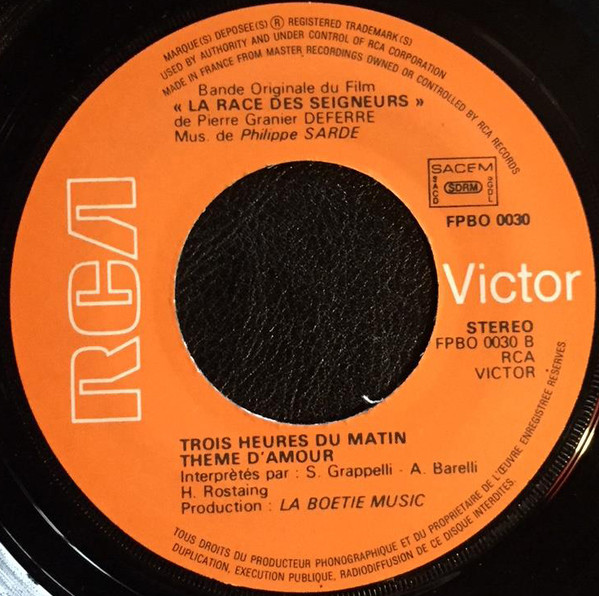 MARQUE(S) DEPOSEE(S) ® REGISTERED TRADEMARK(S)
USED BY AUTHORITY AND UNDER CONTROL OF RCA CORPORATION
MADE IN FRANCE FROM MASTER RECORDINGS OWNED OR CONTROLLED BY RCA RECORDS
Bande Originale du Film
« LA RACE DES SEIGNEURS »
de Pierre Granier DEFERRE
Mus. de Philippe SARDE
RCA
SACEM
SACD SDRM SGDL
FPBO 0030
Victor
STEREO
FPBO 0030 B
RCA
VICTOR
TROIS HEURES DU MATIN
THEME D'AMOUR
Interprètés par : S. Grappelli - A. Barelli
H. Rostaing
Production : LA BOETIE MUSIC
TOUS DROITS DU PRODUCTEUR PHONOGRAPHIQUE ET DU PROPRIETAIRE DE L'ŒUVRE ENREGISTREE RESERVES
DUPLICATION, EXECUTION PUBLIQUE, RADIODIFFUSION DE CE DISQUE INTERDITES.